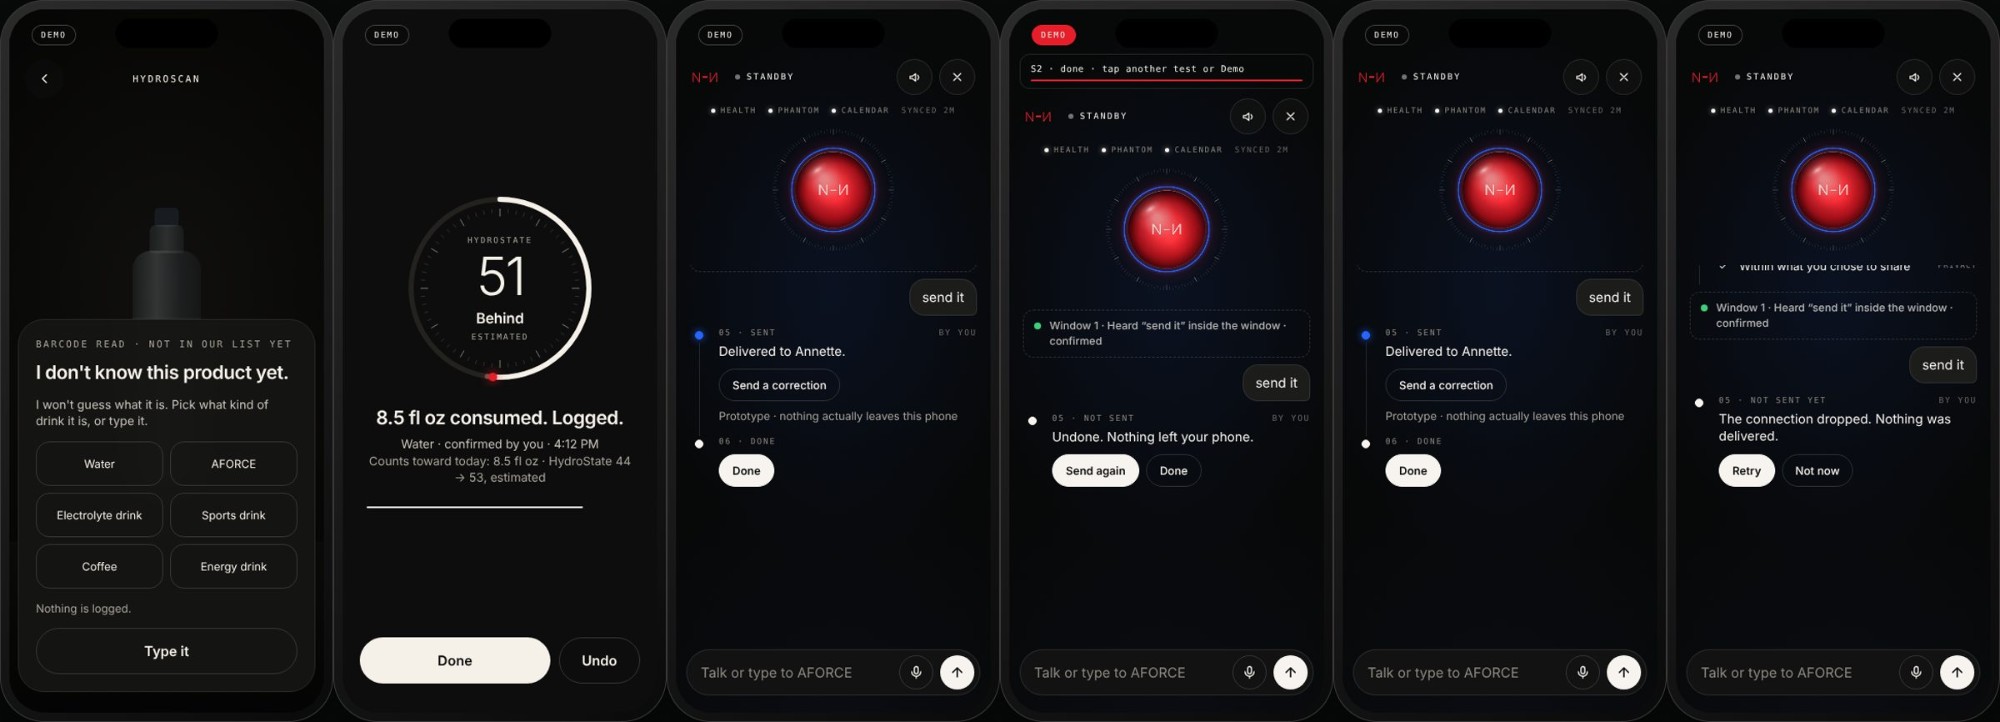 DEMO
HYDROSCAN
BARCODE READ · NOT IN OUR LIST YET
I don't know this product yet.
I won't guess what it is. Pick what kind of
drink it is, or type it.
Water
AFORCE
Electrolyte drink
Sports drink
Coffee
Energy drink
Nothing is logged.
Type it
DEMO
HYDROSTATE
51
Behind
ESTIMATED
8.5 fl oz consumed. Logged.
Water · confirmed by you · 4:12 PM
Counts toward today: 8.5 fl oz · HydroState 44
→ 53, estimated
Done
Undo
DEMO
N-И
STANDBY
HEALTH
PHANTOM
CALENDAR
SYNCED 2M
N-И
send it
05 · SENT
BY YOU
Delivered to Annette.
Send a correction
Prototype · nothing actually leaves this phone
06 · DONE
Done
Talk or type to AFORCE
DEMO
S2 · done · tap another test or Demo
N-И
STANDBY
HEALTH
PHANTOM
CALENDAR
SYNCED 2M
N-И
Window 1 · Heard “send it” inside the window ·
confirmed
send it
05 · NOT SENT
BY YOU
Undone. Nothing left your phone.
Send again
Done
Talk or type to AFORCE
DEMO
N-И
STANDBY
HEALTH
PHANTOM
CALENDAR
SYNCED 2M
N-И
send it
05 · SENT
BY YOU
Delivered to Annette.
Send a correction
Prototype · nothing actually leaves this phone
06 · DONE
Done
Talk or type to AFORCE
DEMO
N-И
STANDBY
HEALTH
PHANTOM
CALENDAR
SYNCED 2M
N-И
Within what you chose to share
PRIVACY
Window 1 · Heard “send it” inside the window ·
confirmed
send it
05 · NOT SENT YET
BY YOU
The connection dropped. Nothing was
delivered.
Retry
Not now
Talk or type to AFORCE